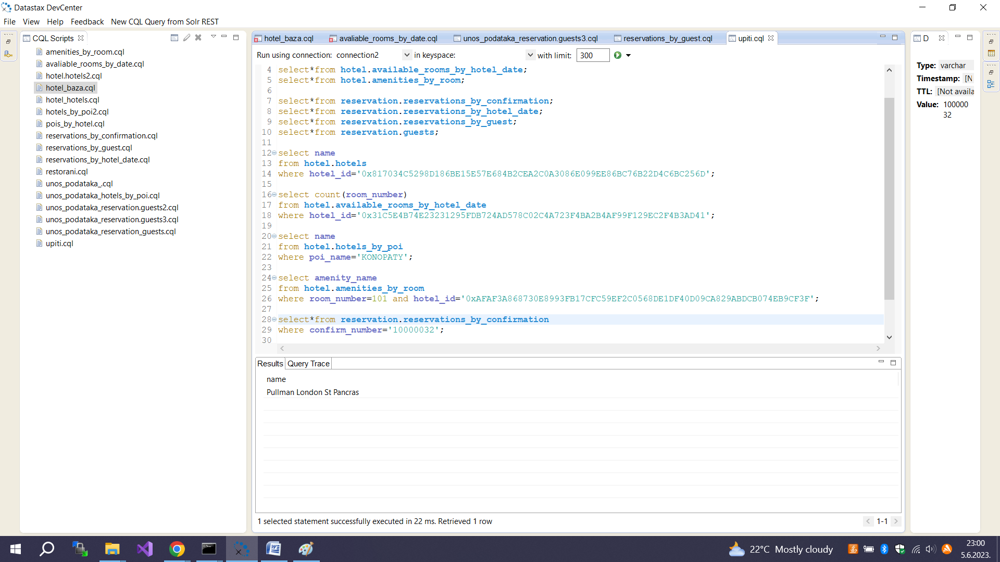 Datastax DevCenter
File View Help Feedback New CQL Query from Solr REST
CQL Scripts
amenities_by_room.cql
avaliable_rooms_by_date.cql
hotel.hotels2.cql
hotel_baza.cql
hotel_hotels.cql
hotels_by_poi2.cql
pois_by_hotel.cql
reservations_by_confirmation.cql
reservations_by_guest.cql
reservations_by_hotel_date.cql
restorani.cql
unos_podataka_.cql
unos_podataka_hotels_by_poi.cql
unos_podataka_reservation.guests2.cql
unos_podataka_reservation.guests3.cql
unos_podataka_reservation_guests.cql
upiti.cql
hotel_baza.cql avaliable_rooms_by_date.cql unos_podataka_reservation.guests3.cql reservations_by_guest.cql upiti.cql
Run using connection: connection2 in keyspace: with limit: 300
4 select*from hotel.available_rooms_by_hotel_date;
5 select*from hotel.amenities_by_room;
6
7 select*from reservation.reservations_by_confirmation;
8 select*from reservation.reservations_by_hotel_date;
9 select*from reservation.reservations_by_guest;
10 select*from reservation.guests;
11
12 select name
13 from hotel.hotels
14 where hotel_id='0x817034C5298D186BE15E57E684B2CEA2C0A3086E099EE86BC76B22D4C6BC256D';
15
16 select count(room_number)
17 from hotel.available_rooms_by_hotel_date
18 where hotel_id='0x31C5E4B74E23231295FDB724AD578C02C4A723F4BA2B4AF99F129EC2F4B3AD41';
19
20 select name
21 from hotel.hotels_by_poi
22 where poi_name='KONOPATY';
23
24 select amenity_name
25 from hotel.amenities_by_room
26 where room_number=101 and hotel_id='0xAFAF3A868730E8993FB17CFC59EF2C0568DE1DF40D09CA829ABDCB074EB9CF3F';
27
28 select*from reservation.reservations_by_confirmation
29 where confirm_number='10000032';
30
Results Query Trace
name
Pullman London St Pancras
1 selected statement successfully executed in 22 ms. Retrieved 1 row
1-1
D
Type: varchar
Timestamp: [N
TTL: [Not availa
Value: 100000
32
22°C Mostly cloudy
23:00
5.6.2023.